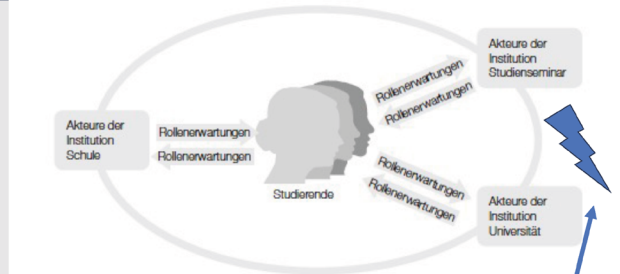 Akteure der
Institution
Studienseminar
Rollenerwartungen
Rollenerwartungen
Akteure der
Institution
Schule
Rollenerwartungen
Rollenerwartungen
Studierende
Rollenerwartungen
Rollenerwartungen
Akteure der
Institution
Universität